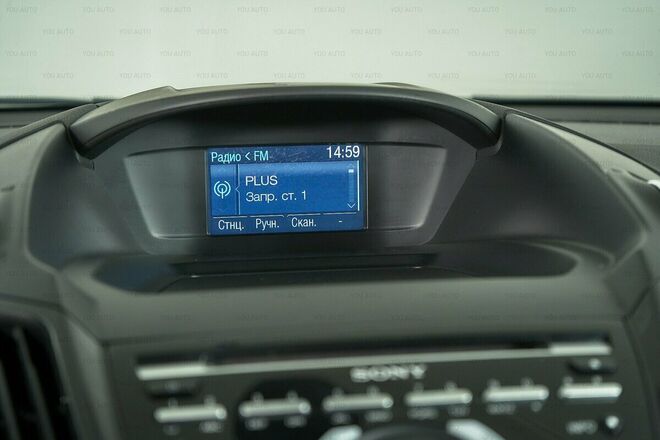 Радио < FM 14:59
PLUS
Запр. ст. 1
Стнц. Ручн. Скан. -
SONY
YOU AUTO